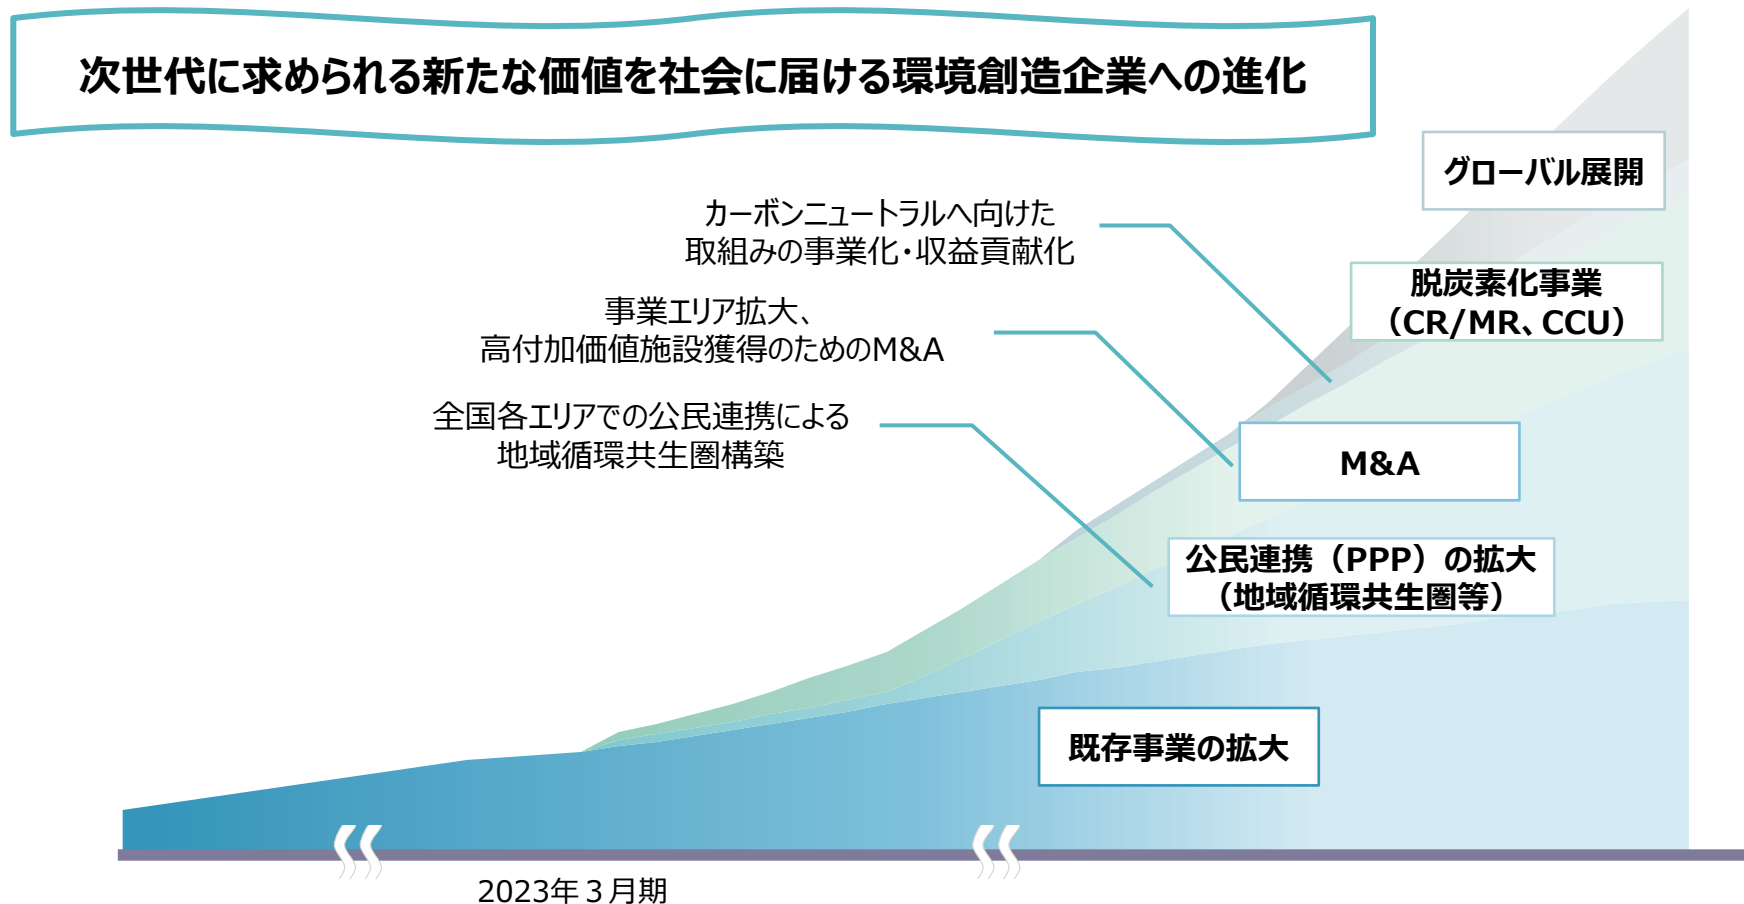 次世代に求められる新たな価値を社会に届ける環境創造企業への進化
グローバル展開
カーボンニュートラルへ向けた
取組みの事業化・収益貢献化
脱炭素化事業
（CR/MR、CCU）
事業エリア拡大、
高付加価値施設獲得のためのM&A
M&A
全国各エリアでの公民連携による
地域循環共生圏構築
公民連携（PPP）の拡大
（地域循環共生圏等）
既存事業の拡大
2023年３月期